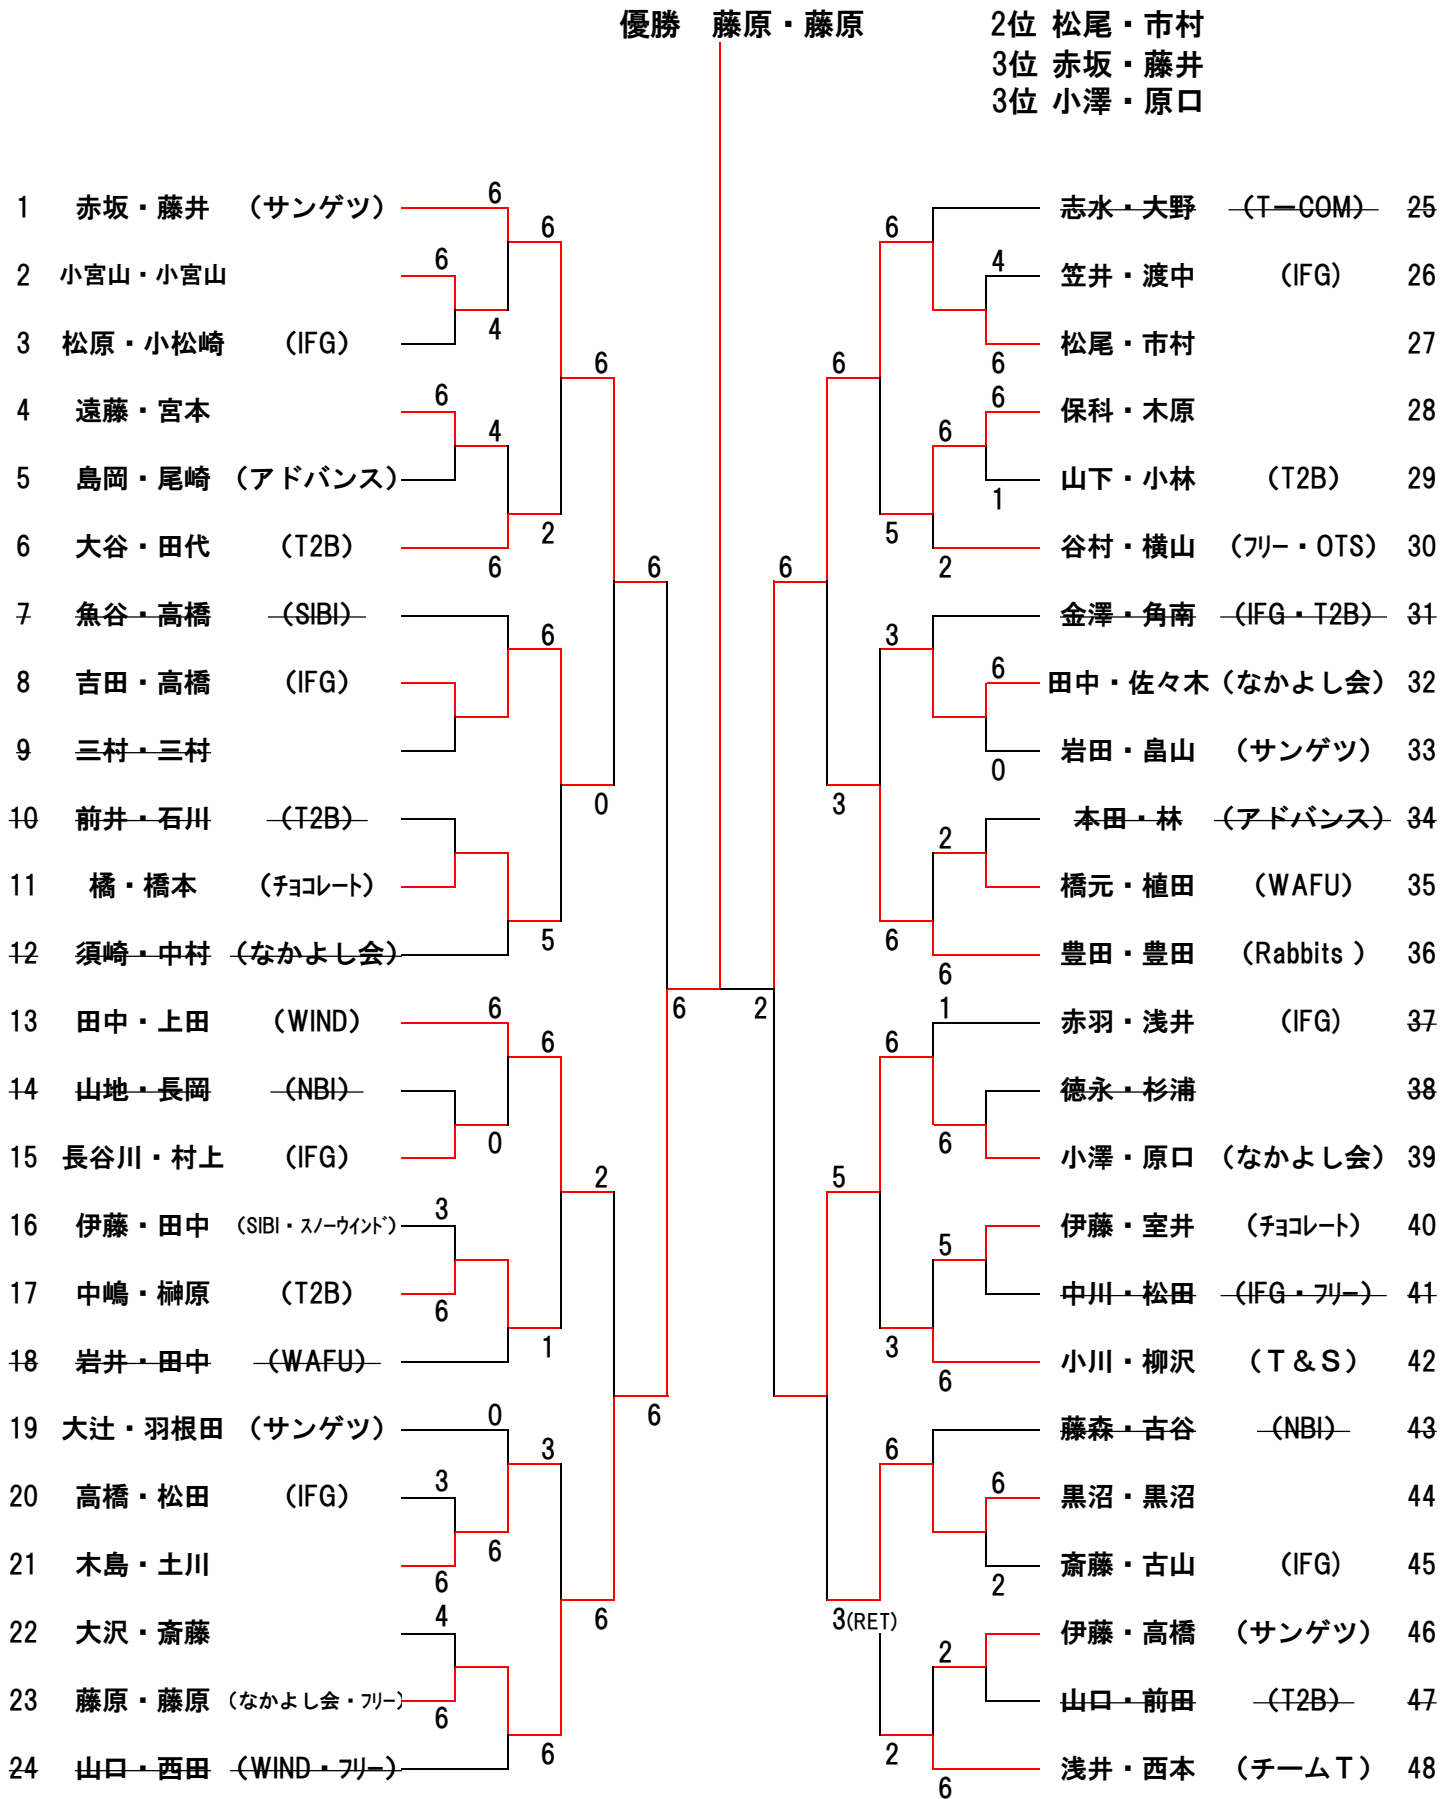 優勝 藤原・藤原
2位 松尾・市村
3位 赤坂・藤井
3位 小澤・原口
1 赤坂・藤井 (サンゲツ) 6
6
2 小宮山・小宮山 6
3 松原・小松崎 (IFG) 4
6
4 遠藤・宮本 6
4
5 島岡・尾崎 (アドバンス)
6 大谷・田代 (T2B) 6
2
6
7 魚谷・高橋 (SIBI)
6
8 吉田・高橋 (IFG)
9 三村・三村
0
10 前井・石川 (T2B)
11 橘・橋本 (チョコレート)
12 須崎・中村 (なかよし会)
5
6 2
13 田中・上田 (WIND) 6
6
14 山地・長岡 (NBI)
0
15 長谷川・村上 (IFG)
2
16 伊藤・田中 (SIBI・スノーウインド) 3
17 中嶋・榊原 (T2B) 6
1
18 岩井・田中 (WAFU)
6
19 大辻・羽根田 (サンゲツ) 0
3
20 高橋・松田 (IFG) 3
6
21 木島・土川 6
6
22 大沢・斎藤 4
23 藤原・藤原 (なかよし会・フリー) 6
6
24 山口・西田 (WIND・フリー)
志水・大野 (T－COM) 25
6
4 笠井・渡中 (IFG) 26
6 松尾・市村 27
6
6 保科・木原 28
6
1 山下・小林 (T2B) 29
5
2 谷村・横山 (フリー・OTS) 30
6
金澤・角南 (IFG・T2B) 31
3
6 田中・佐々木 (なかよし会) 32
0 岩田・畠山 (サンゲツ) 33
3
本田・林 (アドバンス) 34
2
橋元・植田 (WAFU) 35
6
6 豊田・豊田 (Rabbits ) 36
1 赤羽・浅井 (IFG) 37
6
徳永・杉浦 38
6
小澤・原口 (なかよし会) 39
5
伊藤・室井 (チョコレート) 40
5
中川・松田 (IFG・フリー) 41
3
6 小川・柳沢 (T＆S) 42
藤森・古谷 (NBI) 43
6
6 黒沼・黒沼 44
2 斎藤・古山 (IFG) 45
3(RET)
伊藤・高橋 (サンゲツ) 46
2
山口・前田 (T2B) 47
2
6 浅井・西本 (チームT) 48